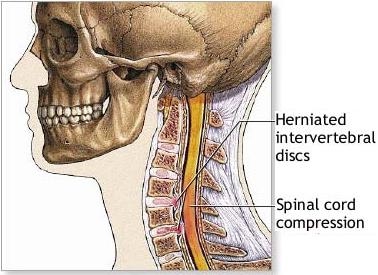 Herniated
intervertebral
discs
Spinal cord
compression